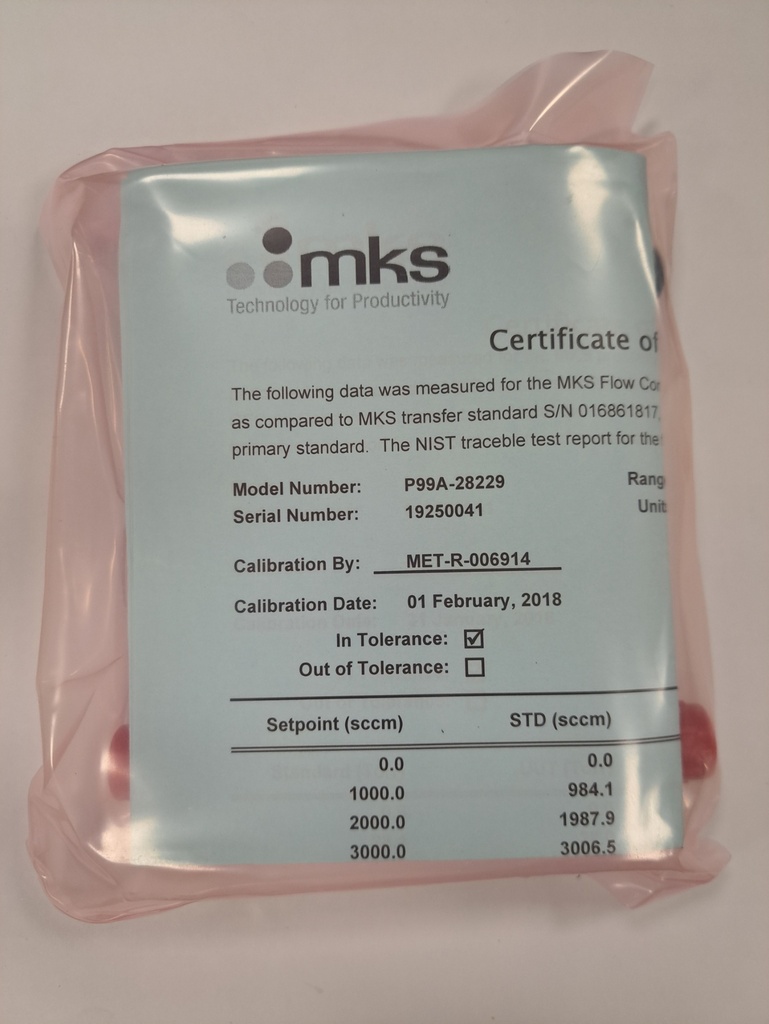 mks
Technology for Productivity
Certificate of
The following data was measured for the MKS Flow Co
as compared to MKS transfer standard S/N 016861817,
primary standard. The NIST traceble test report for the
Model Number: P99A-28229 Rang
Serial Number: 19250041 Unit
Calibration By: MET-R-006914
Calibration Date: 01 February, 2018
In Tolerance: ☑
Out of Tolerance: ☐
Setpoint (sccm) STD (sccm)
0.0 0.0
1000.0 984.1
2000.0 1987.9
3000.0 3006.5